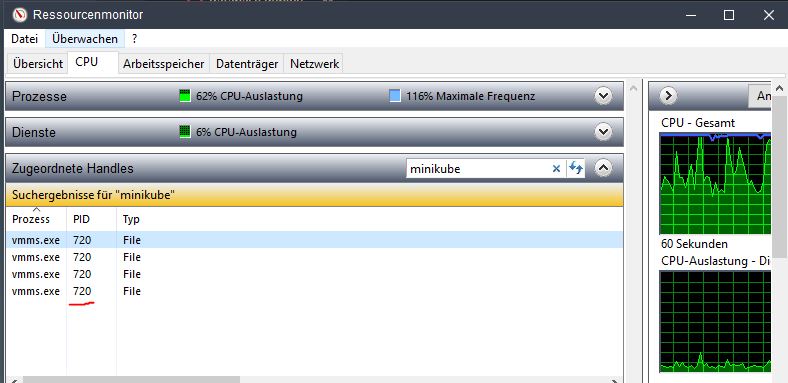 Ressourcenmonitor
Datei Überwachen ?
Übersicht CPU Arbeitsspeicher Datenträger Netzwerk
Prozesse 62% CPU-Auslastung 116% Maximale Frequenz
Dienste 6% CPU-Auslastung
Zugeordnete Handles minikube
Suchergebnisse für "minikube"
Prozess PID Typ
vmms.exe 720 File
vmms.exe 720 File
vmms.exe 720 File
vmms.exe 720 File
An
CPU - Gesamt
60 Sekunden
CPU-Auslastung - Di